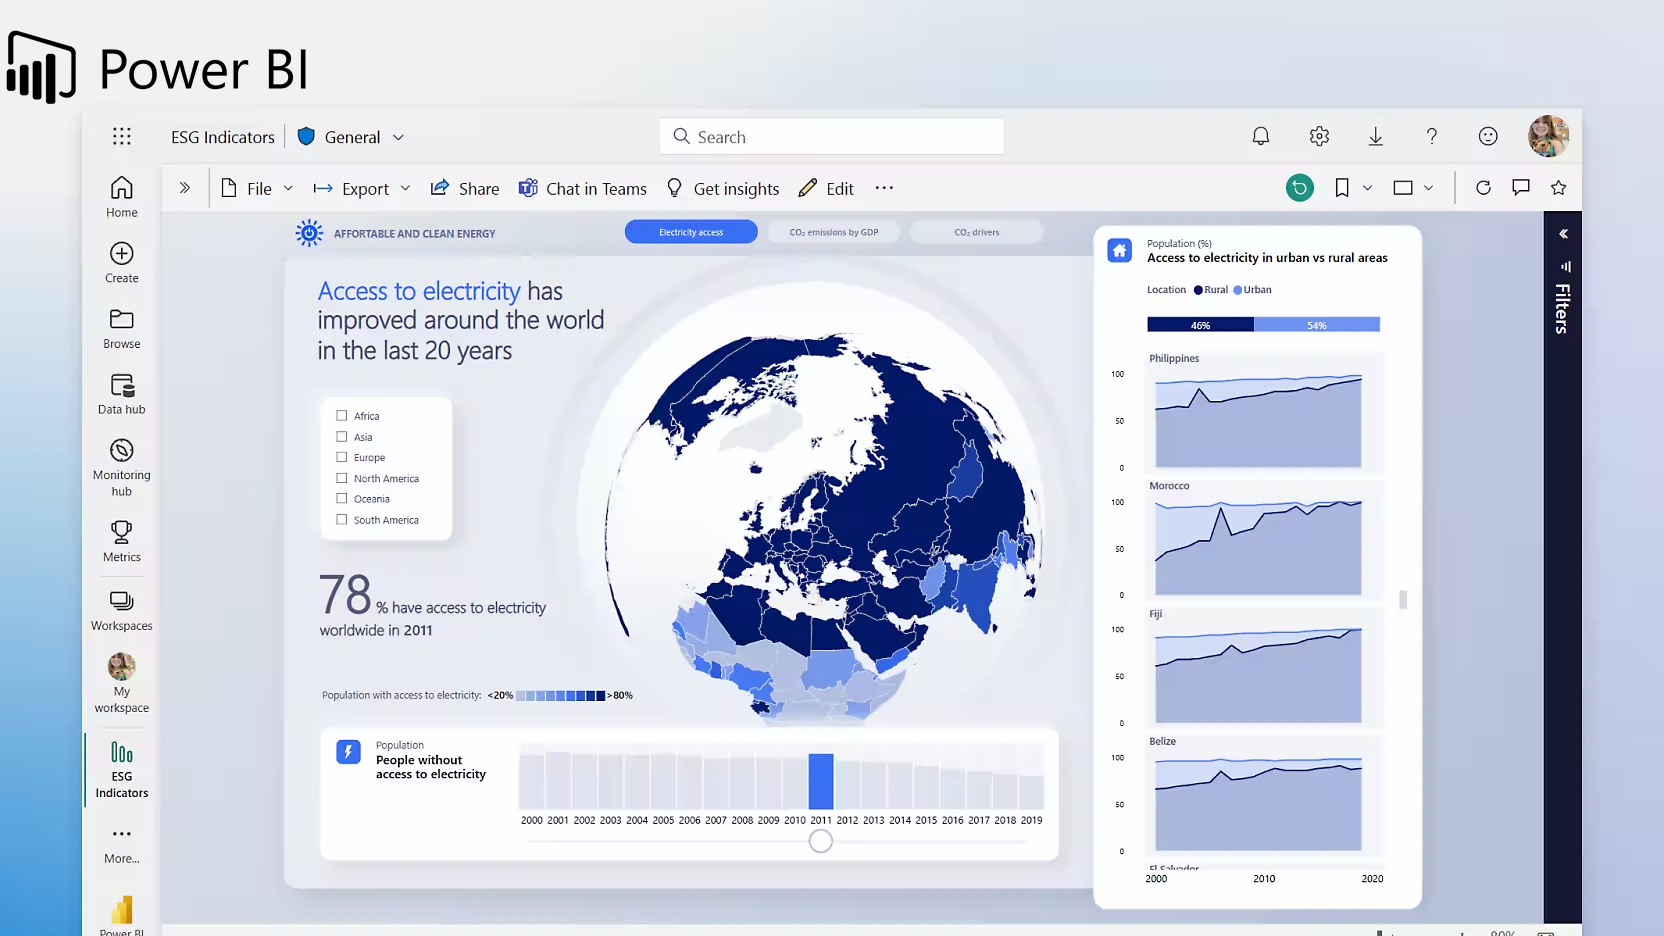 Power BI
ESG Indicators
General
Search
File
Export
Share
Chat in Teams
Get insights
Edit
Home
Create
Browse
Data hub
Monitoring
hub
Metrics
Workspaces
My
workspace
ESG
Indicators
More...
Power BI
AFFORTABLE AND CLEAN ENERGY
Electricity access
CO₂ emissions by GDP
CO₂ drivers
Access to electricity has
improved around the world
in the last 20 years
Africa
Asia
Europe
North America
Oceania
South America
78 % have access to electricity
worldwide in 2011
Population with access to electricity: <20% >80%
Population
People without
access to electricity
2000 2001 2002 2003 2004 2005 2006 2007 2008 2009 2010 2011 2012 2013 2014 2015 2016 2017 2018 2019
Population (%)
Access to electricity in urban vs rural areas
Location Rural Urban
46% 54%
Philippines
100
50
0
Morocco
100
50
0
Fiji
100
50
0
Belize
100
50
0
El Salvador
2000 2010 2020
Filters
80%